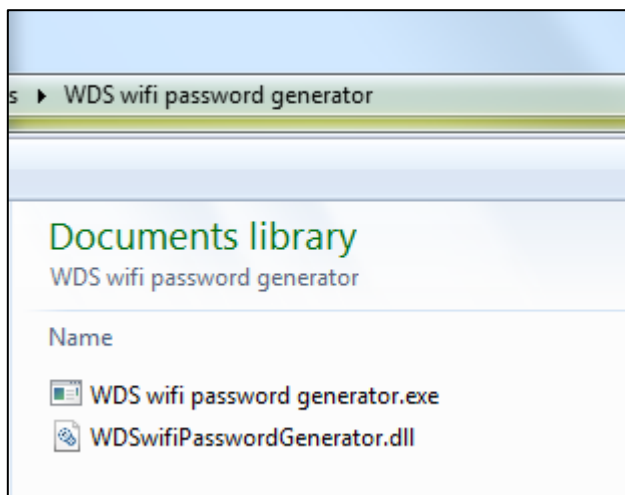 s ▸ WDS wifi password generator
Documents library
WDS wifi password generator
Name
WDS wifi password generator.exe
WDSwifiPasswordGenerator.dll